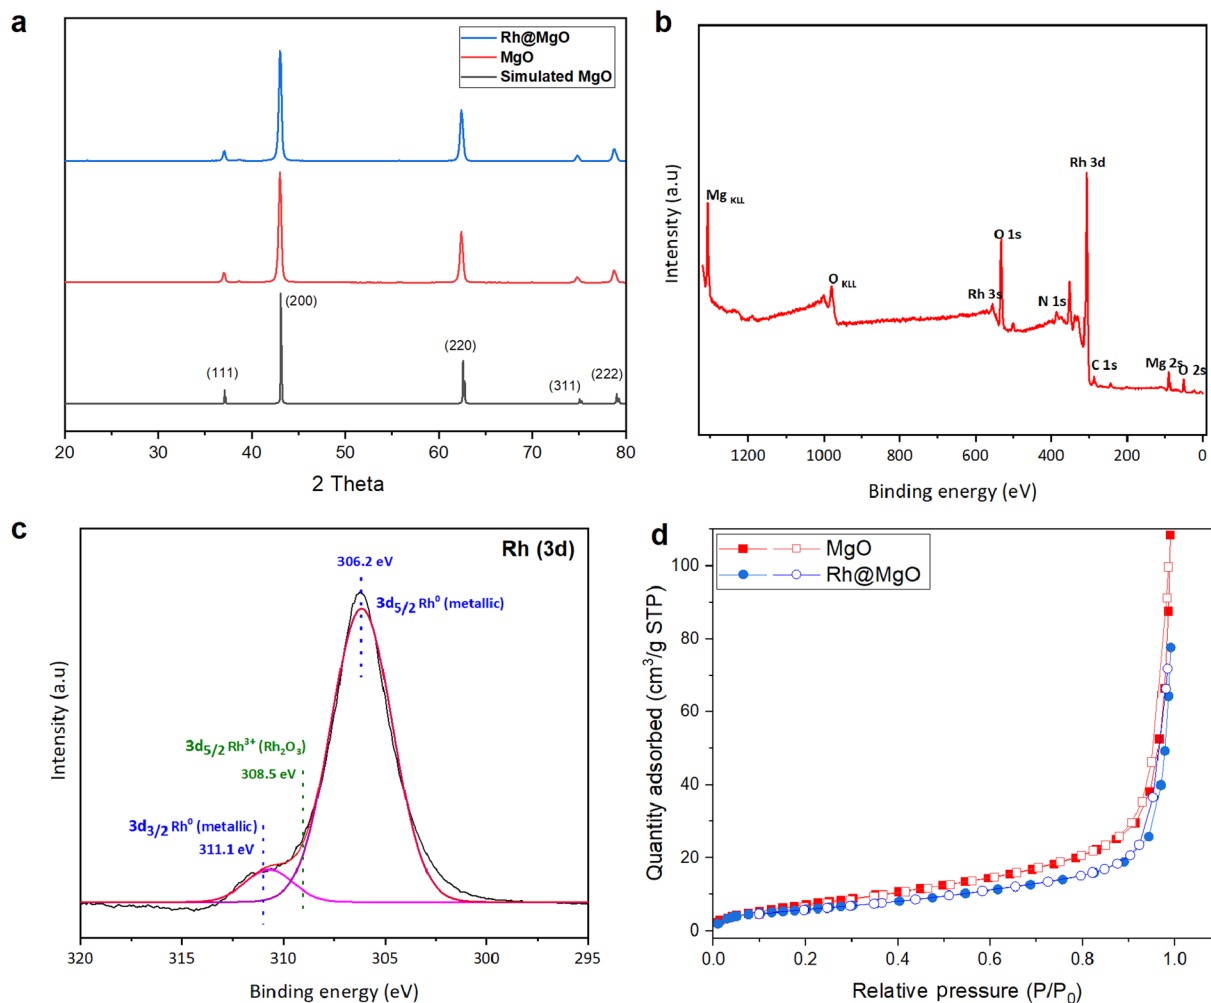 a
Rh@MgO
MgO
Simulated MgO
(111)
(200)
(220)
(311)
(222)
20
30
40
50
60
70
80
2 Theta
b
Intensity (a.u)
Mg KLL
O KLL
Rh 3s
O 1s
N 1s
Rh 3d
C 1s
Mg 2s
O 2s
1200
1000
800
600
400
200
0
Binding energy (eV)
c
Rh (3d)
306.2 eV
3d5/2 Rh⁰ (metallic)
3d5/2 Rh³⁺ (Rh₂O₃)
308.5 eV
3d3/2 Rh⁰ (metallic)
311.1 eV
Intensity (a.u)
320
315
310
305
300
295
Binding energy (eV)
d
MgO
Rh@MgO
Quantity adsorbed (cm³/g STP)
100
80
60
40
20
0
0.0
0.2
0.4
0.6
0.8
1.0
Relative pressure (P/P₀)